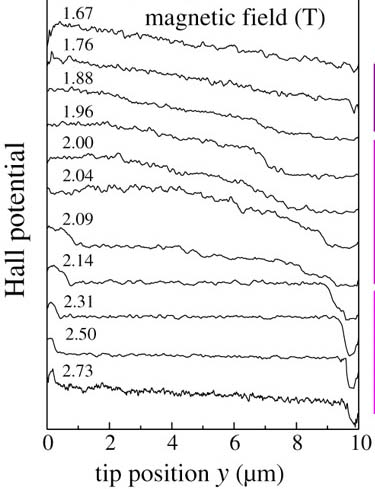 magnetic field (T)
1.67
1.76
1.88
1.96
2.00
2.04
2.09
2.14
2.31
2.50
2.73
Hall potential
0 2 4 6 8 10
tip position y (µm)